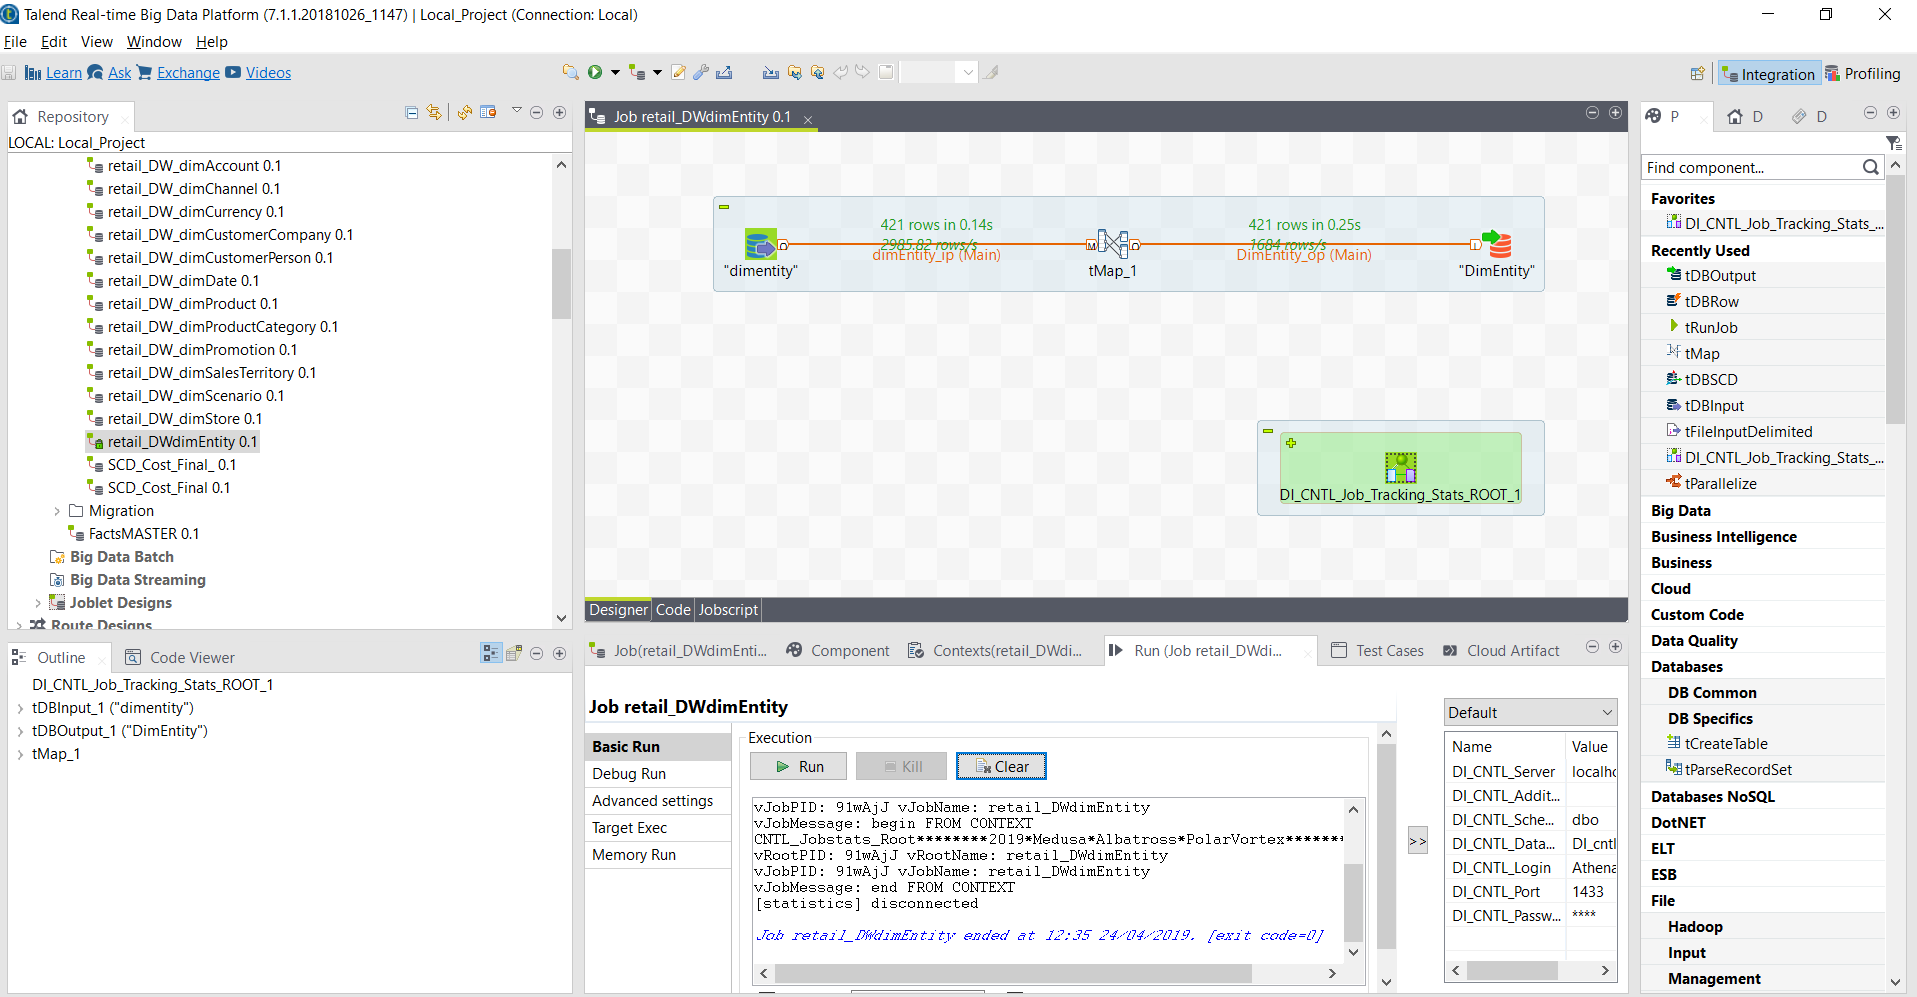 Talend Real-time Big Data Platform (7.1.1.20181026_1147) | Local_Project (Connection: Local)
File Edit View Window Help
Learn Ask Exchange Videos
Integration Profiling
Repository
LOCAL: Local_Project
retail_DW_dimAccount 0.1
retail_DW_dimChannel 0.1
retail_DW_dimCurrency 0.1
retail_DW_dimCustomerCompany 0.1
retail_DW_dimCustomerPerson 0.1
retail_DW_dimDate 0.1
retail_DW_dimProduct 0.1
retail_DW_dimProductCategory 0.1
retail_DW_dimPromotion 0.1
retail_DW_dimSalesTerritory 0.1
retail_DW_dimScenario 0.1
retail_DW_dimStore 0.1
retail_DWdimEntity 0.1
SCD_Cost_Final_ 0.1
SCD_Cost_Final 0.1
Migration
FactsMASTER 0.1
Big Data Batch
Big Data Streaming
Joblet Designs
Route Designs
Outline
Code Viewer
DI_CNTL_Job_Tracking_Stats_ROOT_1
tDBInput_1 ("dimentity")
tDBOutput_1 ("DimEntity")
tMap_1
Job retail_DWdimEntity 0.1
421 rows in 0.14s
2985.82 rows/s
dimEntity_ip (Main)
421 rows in 0.25s
1684 rows/s
DimEntity_op (Main)
"dimentity"
tMap_1
"DimEntity"
DI_CNTL_Job_Tracking_Stats_ROOT_1
Designer Code Jobscript
Job(retail_DWdimEnti...
Component
Contexts(retail_DWdi...
Run (Job retail_DWdi...
Test Cases
Cloud Artifact
Job retail_DWdimEntity
Basic Run
Debug Run
Advanced settings
Target Exec
Memory Run
Execution
Run
Kill
Clear
vJobPID: 91wAjJ vJobName: retail_DWdimEntity
vJobMessage: begin FROM CONTEXT
CNTL_Jobstats_Root********2019*Medusa*Albatross*PolarVortex*******
vRootPID: 91wAjJ vRootName: retail_DWdimEntity
vJobPID: 91wAjJ vJobName: retail_DWdimEntity
vJobMessage: end FROM CONTEXT
[statistics] disconnected
Job retail_DWdimEntity ended at 12:35 24/04/2019. [exit code=0]
>>
Default
Name Value
DI_CNTL_Server localho
DI_CNTL_Addit...
DI_CNTL_Sche... dbo
DI_CNTL_Data... DI_cntl
DI_CNTL_Login Athena
DI_CNTL_Port 1433
DI_CNTL_Passw... ****
P
D
D
Find component...
Favorites
DI_CNTL_Job_Tracking_Stats_...
Recently Used
tDBOutput
tDBRow
tRunJob
tMap
tDBSCD
tDBInput
tFileInputDelimited
DI_CNTL_Job_Tracking_Stats_...
tParallelize
Big Data
Business Intelligence
Business
Cloud
Custom Code
Data Quality
Databases
DB Common
DB Specifics
tCreateTable
tParseRecordSet
Databases NoSQL
DotNET
ELT
ESB
File
Hadoop
Input
Management